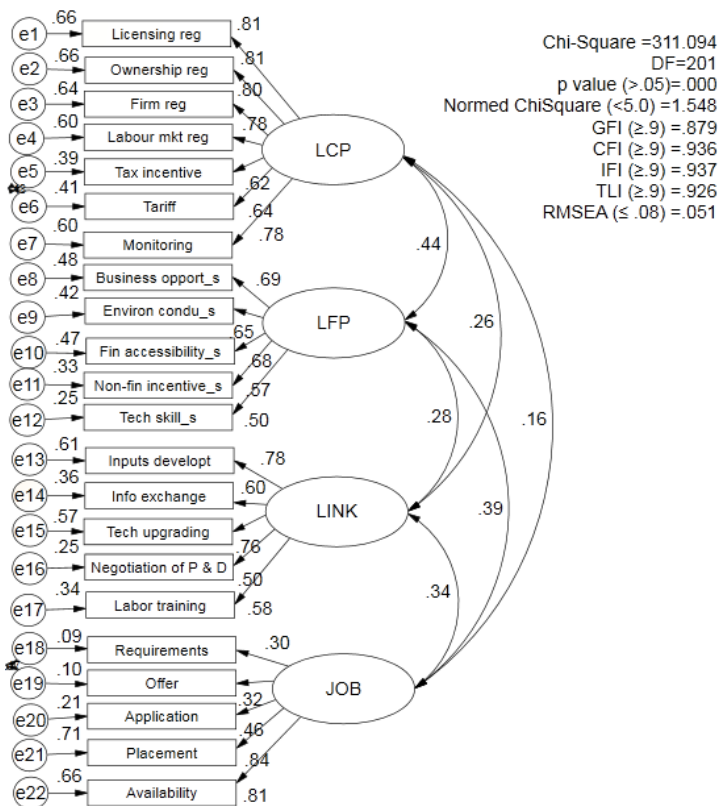 Chi-Square =311.094
DF=201
p value (>.05)=.000
Normed ChiSquare (<5.0) =1.548
GFI (≥.9) =.879
CFI (≥.9) =.936
IFI (≥.9) =.937
TLI (≥.9) =.926
RMSEA (≤ .08) =.051
e1 .66 Licensing reg .81
e2 .66 Ownership reg .81
e3 .64 Firm reg .80
e4 .60 Labour mkt reg .78
e5 .39 Tax incentive .62
e6 .41 Tariff .64
e7 .60 Monitoring .78
LCP
e8 .48 Business opport_s .69
e9 .42 Environ condu_s .65
e10 .47 Fin accessibility_s .68
e11 .33 Non-fin incentive_s .57
e12 .25 Tech skill_s .50
LFP
e13 .61 Inputs developt .78
e14 .36 Info exchange .60
e15 .57 Tech upgrading .76
e16 .25 Negotiation of P & D .50
e17 .34 Labor training .58
LINK
e18 .09 Requirements .30
e19 .10 Offer .32
e20 .21 Application .46
e21 .71 Placement .84
e22 .66 Availability .81
JOB
.44
.26
.28
.16
.39
.34